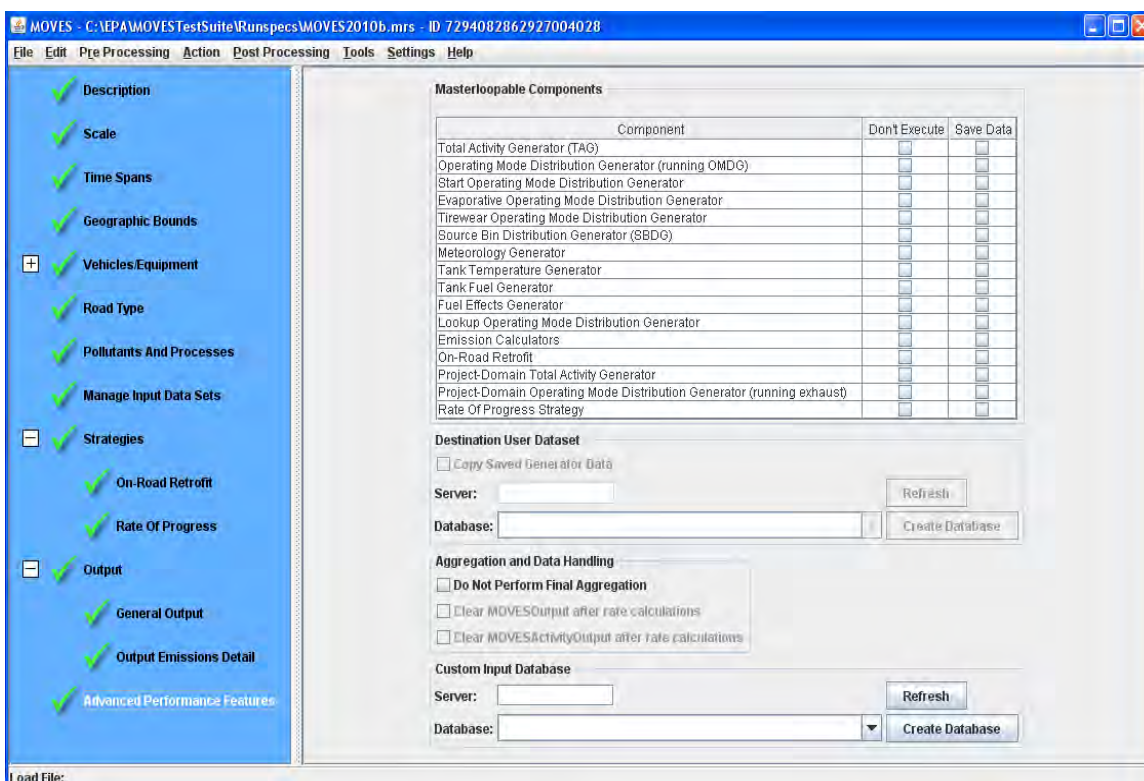 MOVES - C:\EPA\MOVESTestSuite\Runspecs\MOVES2010b.mrs - ID 7294082862927004028
File Edit Pre Processing Action Post Processing Tools Settings Help
Description
Scale
Time Spans
Geographic Bounds
Vehicles/Equipment
Road Type
Pollutants And Processes
Manage Input Data Sets
Strategies
On-Road Retrofit
Rate Of Progress
Output
General Output
Output Emissions Detail
Advanced Performance Features
Masterloopable Components
Component Don't Execute Save Data
Total Activity Generator (TAG)
Operating Mode Distribution Generator (running OMDG)
Start Operating Mode Distribution Generator
Evaporative Operating Mode Distribution Generator
Tirewear Operating Mode Distribution Generator
Source Bin Distribution Generator (SBDG)
Meteorology Generator
Tank Temperature Generator
Tank Fuel Generator
Fuel Effects Generator
Lookup Operating Mode Distribution Generator
Emission Calculators
On-Road Retrofit
Project-Domain Total Activity Generator
Project-Domain Operating Mode Distribution Generator (running exhaust)
Rate Of Progress Strategy
Destination User Dataset
Copy Saved Generator Data
Server: Refresh
Database: Create Database
Aggregation and Data Handling
Do Not Perform Final Aggregation
Clear MOVESOutput after rate calculations
Clear MOVESActivityOutput after rate calculations
Custom Input Database
Server: Refresh
Database: Create Database
Load File: